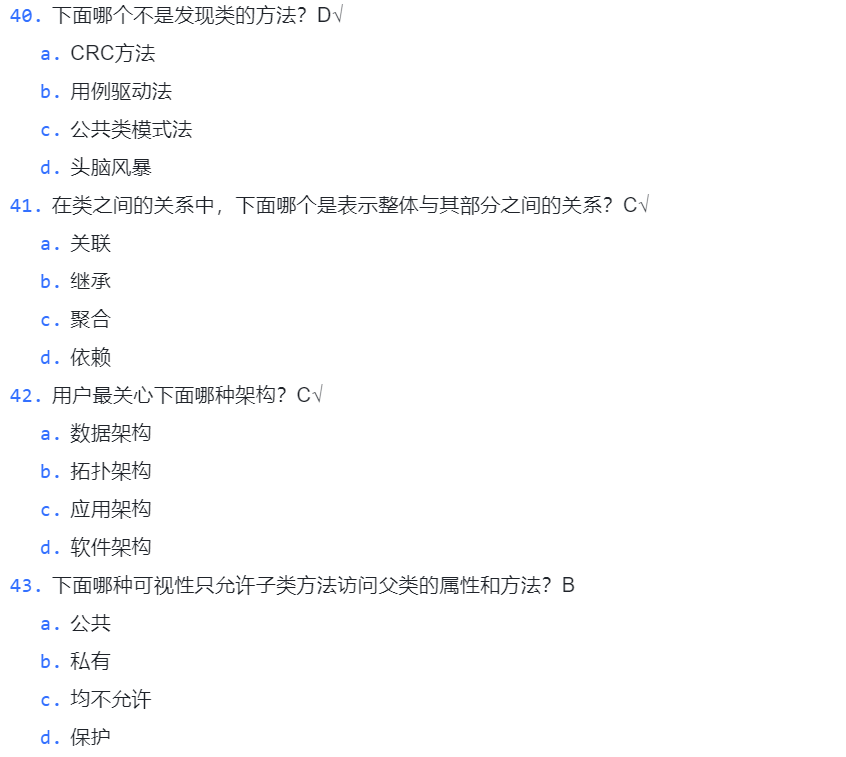 40. 下面哪个不是发现类的方法？D√
a. CRC方法
b. 用例驱动法
c. 公共类模式法
d. 头脑风暴
41. 在类之间的关系中，下面哪个是表示整体与其部分之间的关系？C√
a. 关联
b. 继承
c. 聚合
d. 依赖
42. 用户最关心下面哪种架构？C√
a. 数据架构
b. 拓扑架构
c. 应用架构
d. 软件架构
43. 下面哪种可视性只允许子类方法访问父类的属性和方法？B
a. 公共
b. 私有
c. 均不允许
d. 保护